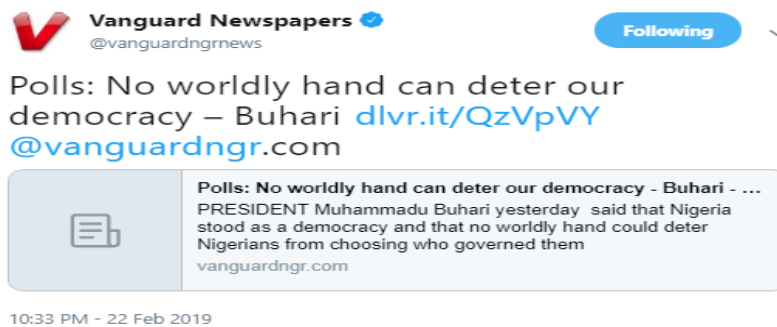 Vanguard Newspapers
@vanguardngrnews
Following
Polls: No worldly hand can deter our
democracy – Buhari dlvr.it/QzVpVY
@vanguardngr.com
Polls: No worldly hand can deter our democracy - Buhari - ...
PRESIDENT Muhammadu Buhari yesterday said that Nigeria
stood as a democracy and that no worldly hand could deter
Nigerians from choosing who governed them
vanguardngr.com
10:33 PM - 22 Feb 2019